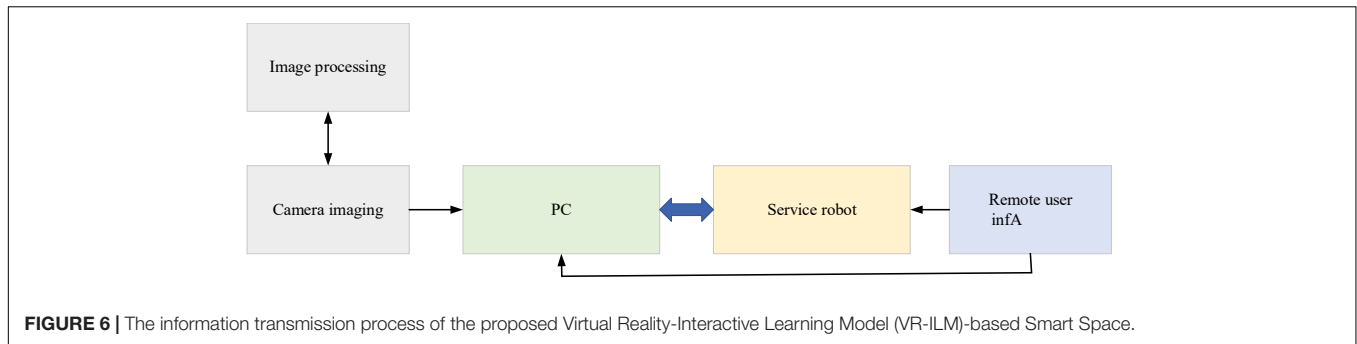 Image processing
Camera imaging
PC
Service robot
Remote user
infA
FIGURE 6 | The information transmission process of the proposed Virtual Reality-Interactive Learning Model (VR-ILM)-based Smart Space.